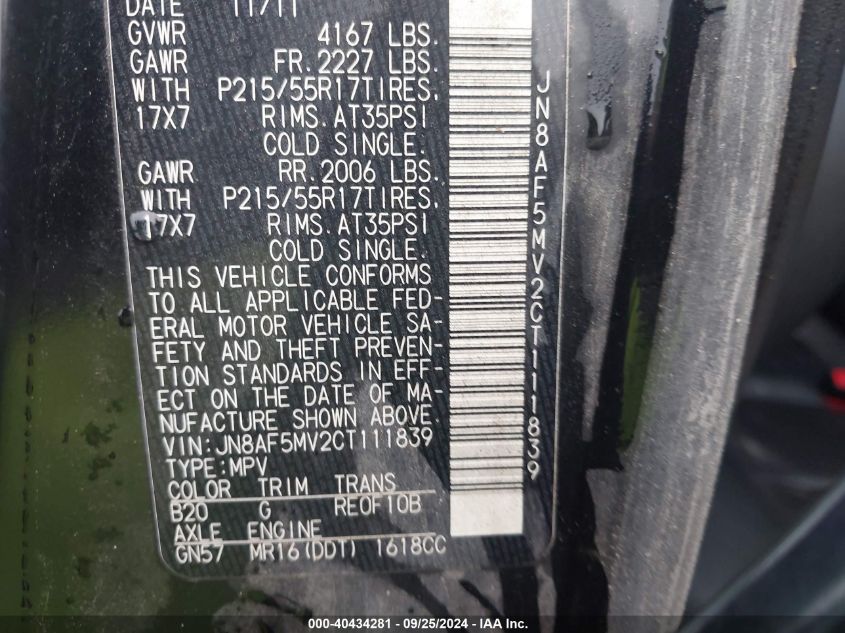 DATE 11/11
GVWR 4167 LBS.
GAWR FR. 2227 LBS.
WITH P215/55R17TIRES.
17X7 RIMS. AT35PSI
COLD SINGLE.
GAWR RR. 2006 LBS.
WITH P215/55R17TIRES.
17X7 RIMS. AT35PSI
COLD SINGLE.
THIS VEHICLE CONFORMS
TO ALL APPLICABLE FED-
ERAL MOTOR VEHICLE SA-
FETY AND THEFT PREVEN-
TION STANDARDS IN EFF-
ECT ON THE DATE OF MA-
NUFACTURE SHOWN ABOVE.
VIN:JN8AF5MV2CT111839
TYPE:MPV
COLOR TRIM TRANS
B20 G REOF10B
AXLE ENGINE
GN57 MR16(DDT) 1618CC
JN8AF5MV2CT111839
000-40434281 - 09/25/2024 - IAA Inc.